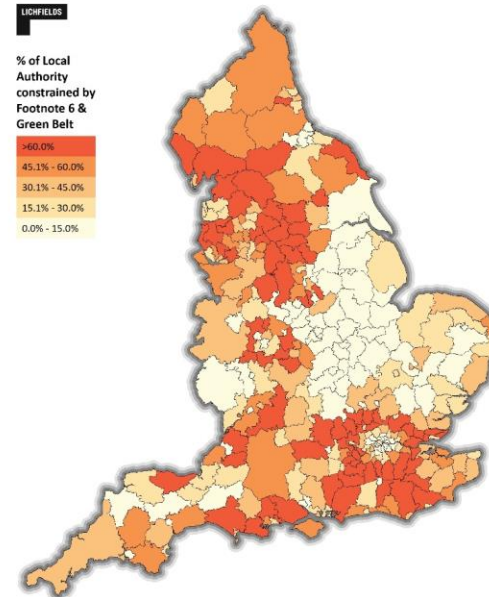 LICHFIELDS
% of Local
Authority
constrained by
Footnote 6 &
Green Belt
>60.0%
45.1% - 60.0%
30.1% - 45.0%
15.1% - 30.0%
0.0% - 15.0%